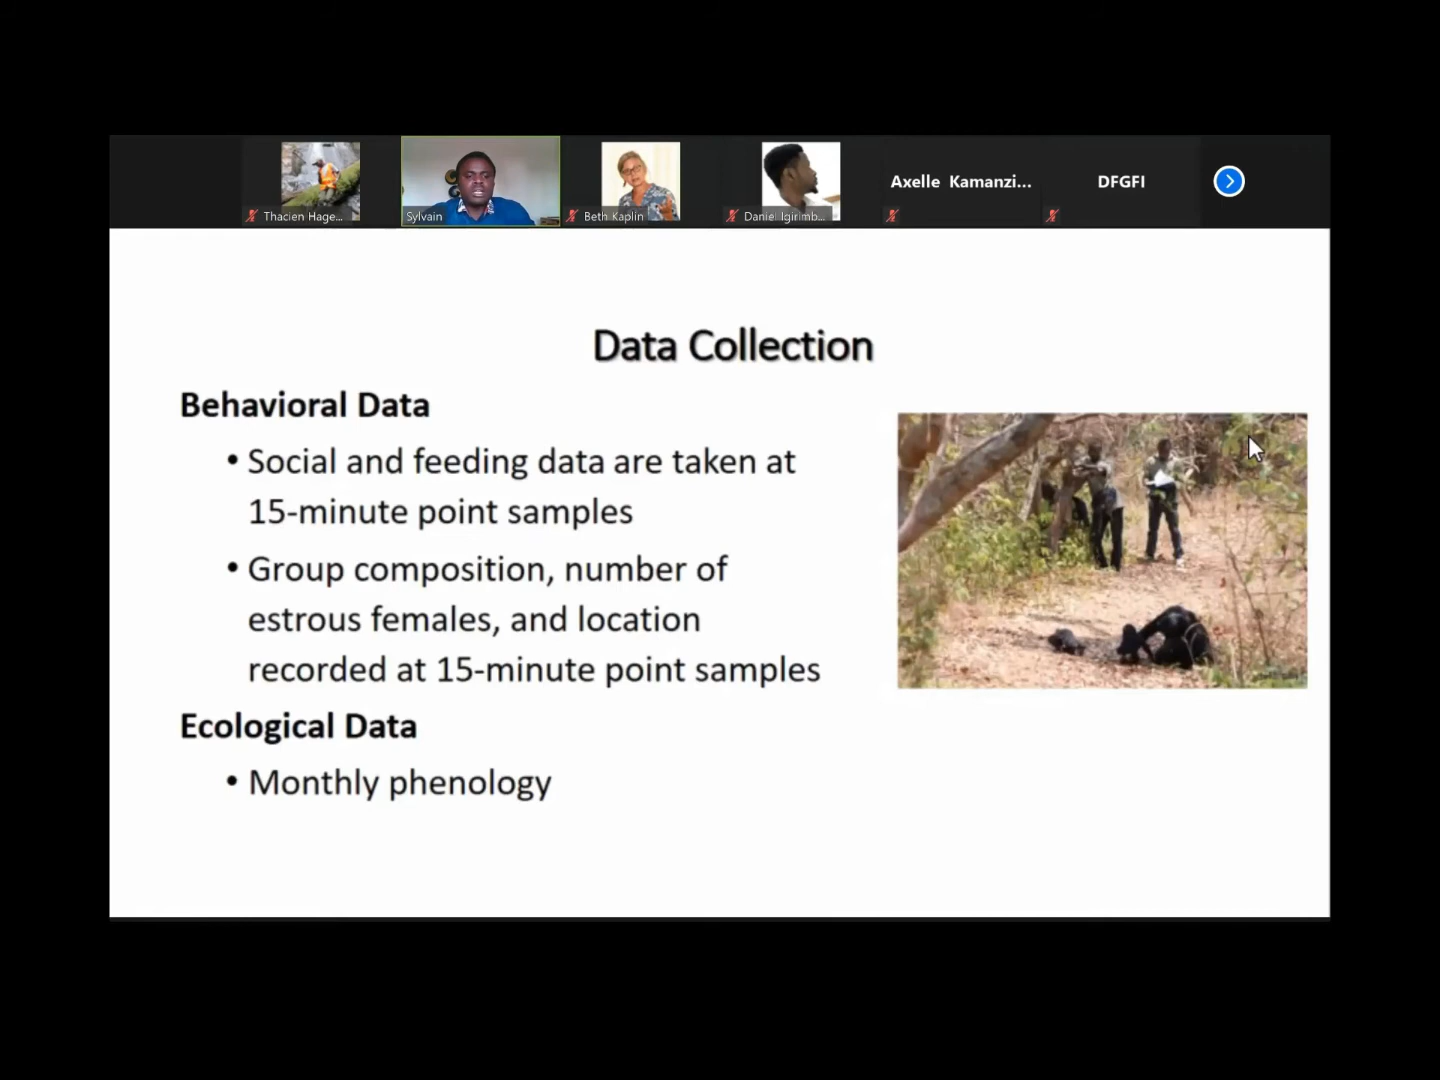 Axelle Kamanzi...
DFGFI
Thacien Hage...
Sylvain
Beth Kaplin
Daniel Igirimb...
Data Collection
Behavioral Data
• Social and feeding data are taken at
15-minute point samples
• Group composition, number of
estrous females, and location
recorded at 15-minute point samples
Ecological Data
• Monthly phenology